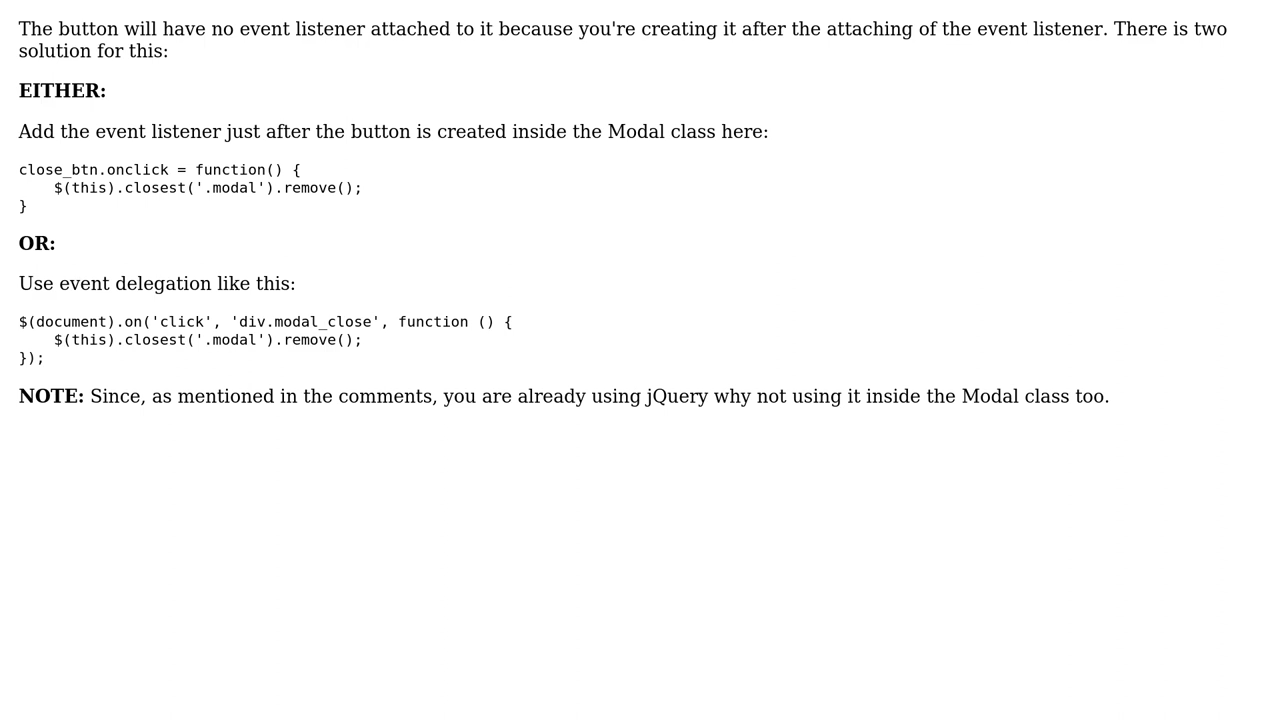 The button will have no event listener attached to it because you're creating it after the attaching of the event listener. There is two
solution for this:
EITHER:
Add the event listener just after the button is created inside the Modal class here:
close_btn.onclick = function() {
    $(this).closest('.modal').remove();
}
OR:
Use event delegation like this:
$(document).on('click', 'div.modal_close', function () {
    $(this).closest('.modal').remove();
});
NOTE: Since, as mentioned in the comments, you are already using jQuery why not using it inside the Modal class too.